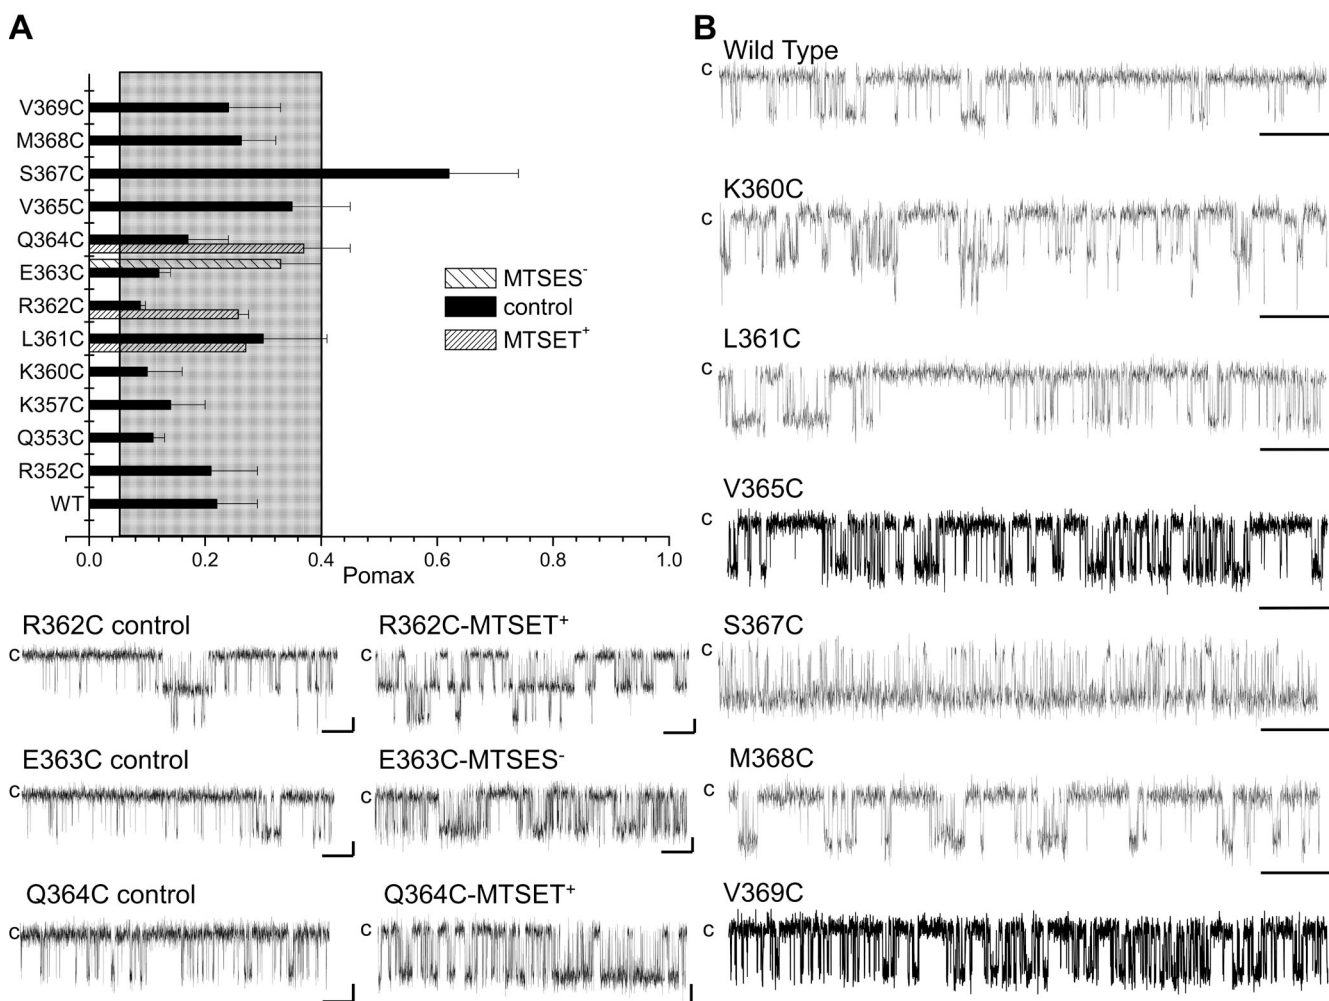 A
V369C
M368C
S367C
V365C
Q364C
E363C
R362C
L361C
K360C
K357C
Q353C
R352C
WT
MTSES⁻
control
MTSET⁺
0.0 0.2 0.4 0.6 0.8 1.0
Pomax
R362C control
c
R362C-MTSET⁺
c
E363C control
c
E363C-MTSES⁻
c
Q364C control
c
Q364C-MTSET⁺
c
B
Wild Type
c
K360C
c
L361C
c
V365C
c
S367C
c
M368C
c
V369C
c